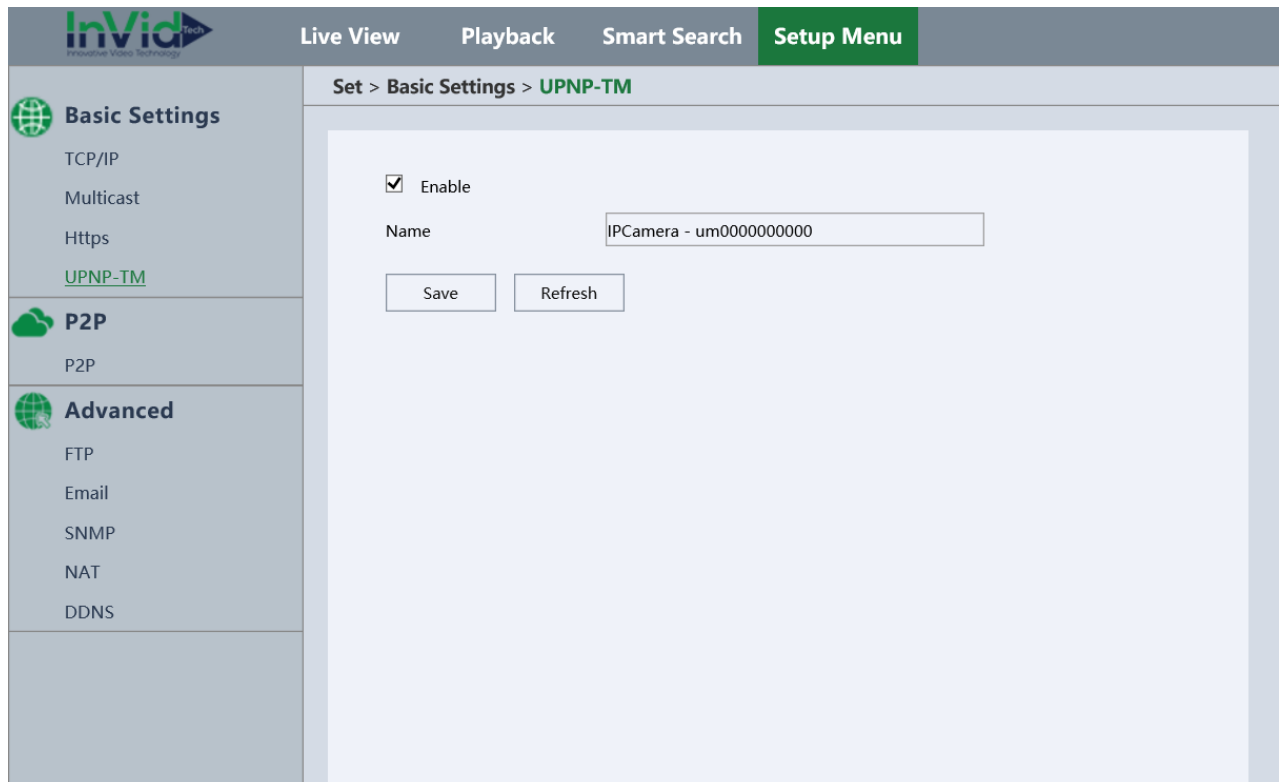 InVid Tech
Innovative Video Technology
Live View Playback Smart Search Setup Menu
Set > Basic Settings > UPNP-TM
Basic Settings
TCP/IP
Multicast
Https
UPNP-TM
P2P
P2P
Advanced
FTP
Email
SNMP
NAT
DDNS
Enable
Name IPCamera - um0000000000
Save Refresh